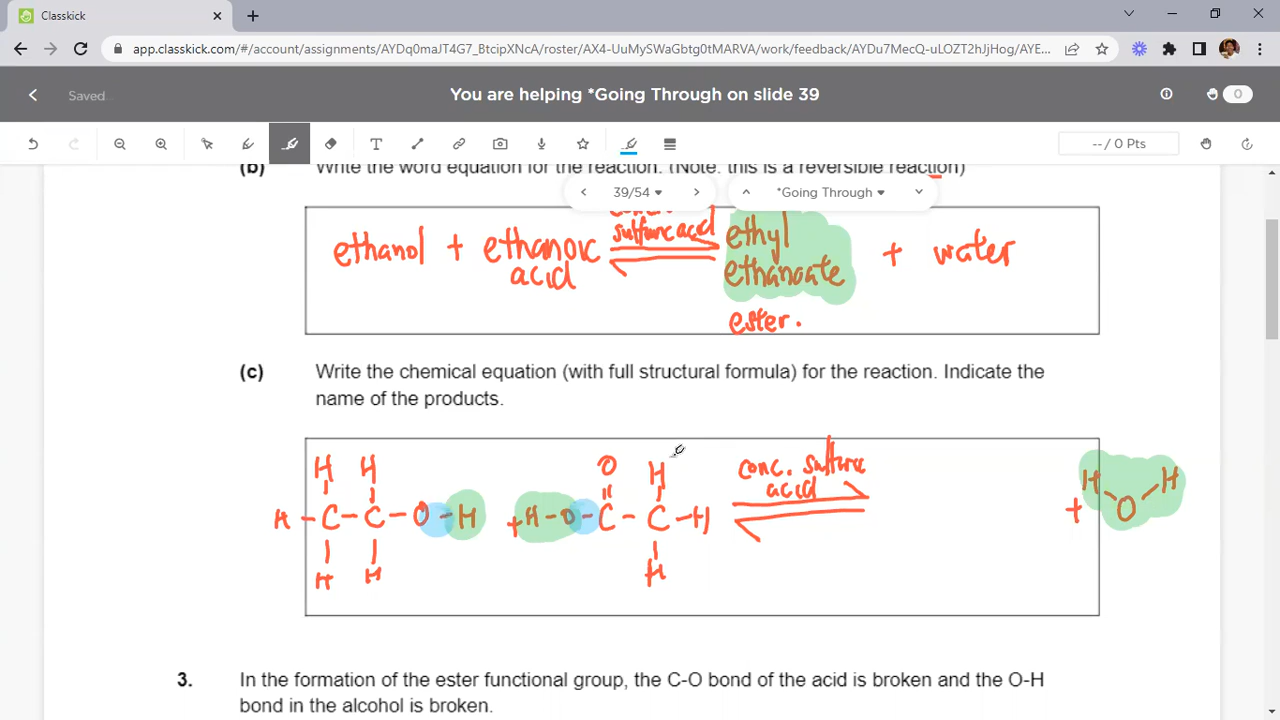 Classkick
app.classkick.com/#/account/assignments/AYDq0maJT4G7_BtcipXNcA/roster/AX4-UuMySWaGbtg0tMARVA/work/feedback/AYDu7MecQ-uLOZT2hJjHog/AYE...
Saved
You are helping *Going Through on slide 39
0
-- / 0 Pts
(b) Write the word equation for the reaction. (Note: this is a reversible reaction)
39/54
*Going Through
conc.
sulfuric acid
ethanol + ethanoic acid
ethyl ethanoate + water
ester.
(c) Write the chemical equation (with full structural formula) for the reaction. Indicate the
name of the products.
H H O H conc. sulfuric
acid H H
H - C - C - O - H + H - O - C - C - H + O
H H H
3. In the formation of the ester functional group, the C-O bond of the acid is broken and the O-H
bond in the alcohol is broken.